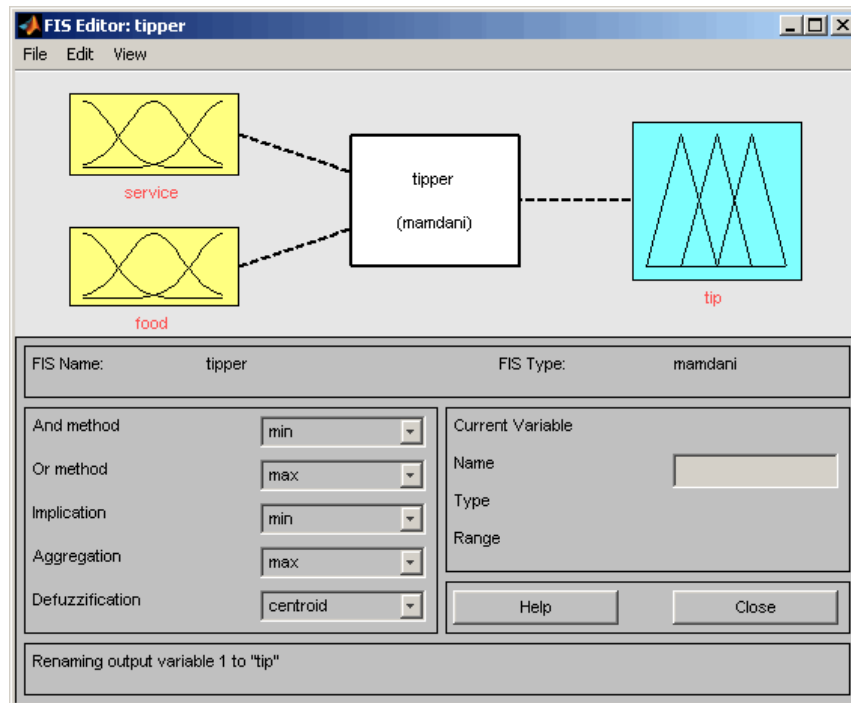 FIS Editor: tipper
File Edit View
service
food
tipper
(mamdani)
tip
FIS Name: tipper FIS Type: mamdani
And method min
Or method max
Implication min
Aggregation max
Defuzzification centroid
Current Variable
Name
Type
Range
Help Close
Renaming output variable 1 to "tip"